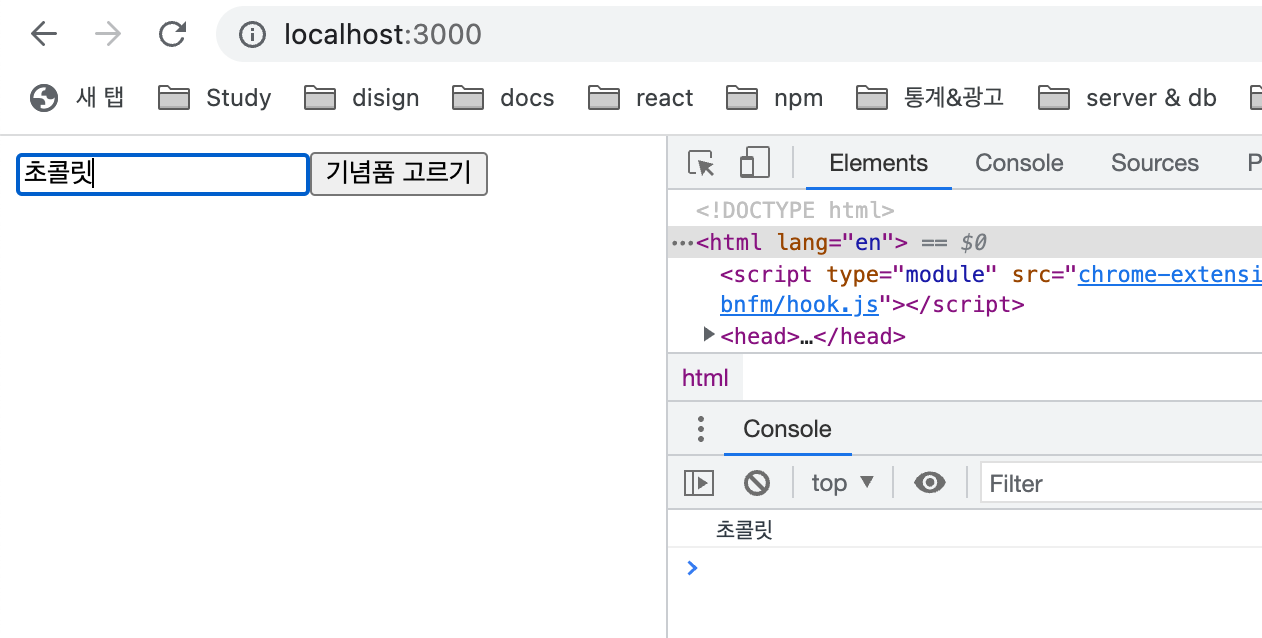 localhost:3000
새 탭 Study disign docs react npm 통계&광고 server & db
초콜릿 기념품 고르기
Elements Console Sources P
<!DOCTYPE html>
···<html lang="en"> == $0
<script type="module" src="chrome-extensi
bnfm/hook.js"></script>
▶<head>…</head>
html
Console
top ▼ Filter
초콜릿
>